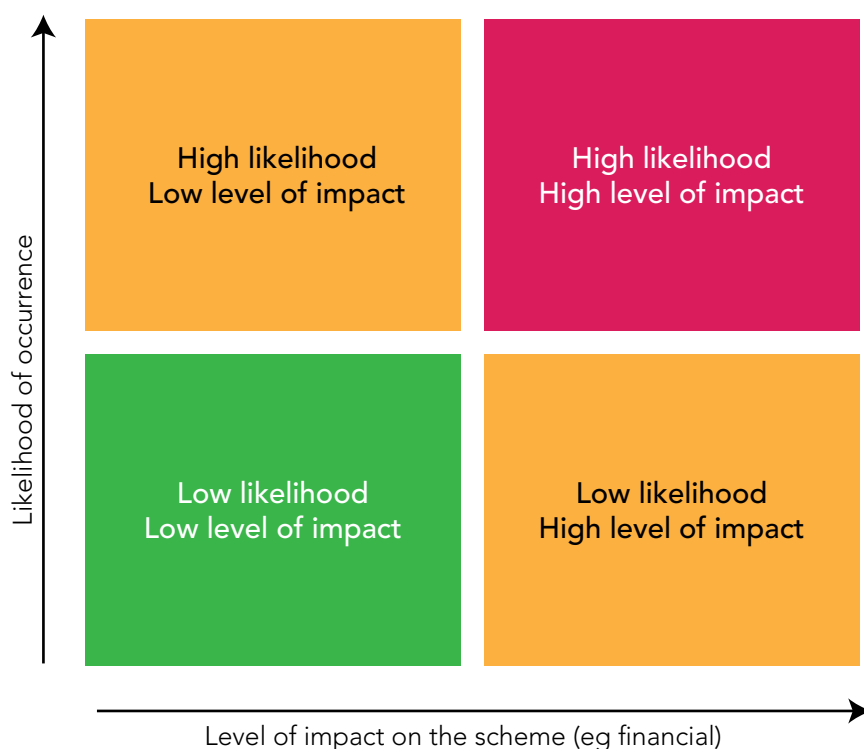 High likelihood
Low level of impact
High likelihood
High level of impact
Low likelihood
Low level of impact
Low likelihood
High level of impact
Likelihood of occurrence
Level of impact on the scheme (eg financial)